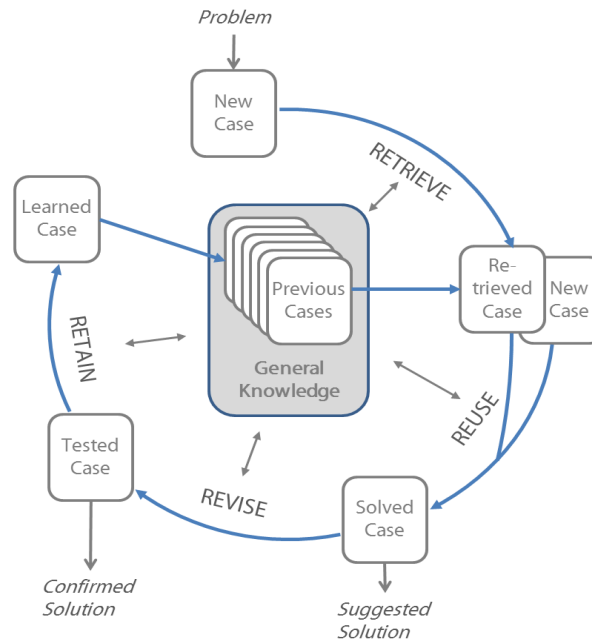 Problem
New
Case
RETRIEVE
Learned
Case
Previous
Cases
Re-
trieved
Case
New
Case
General
Knowledge
RETAIN
REUSE
Tested
Case
REVISE
Solved
Case
Confirmed
Solution
Suggested
Solution